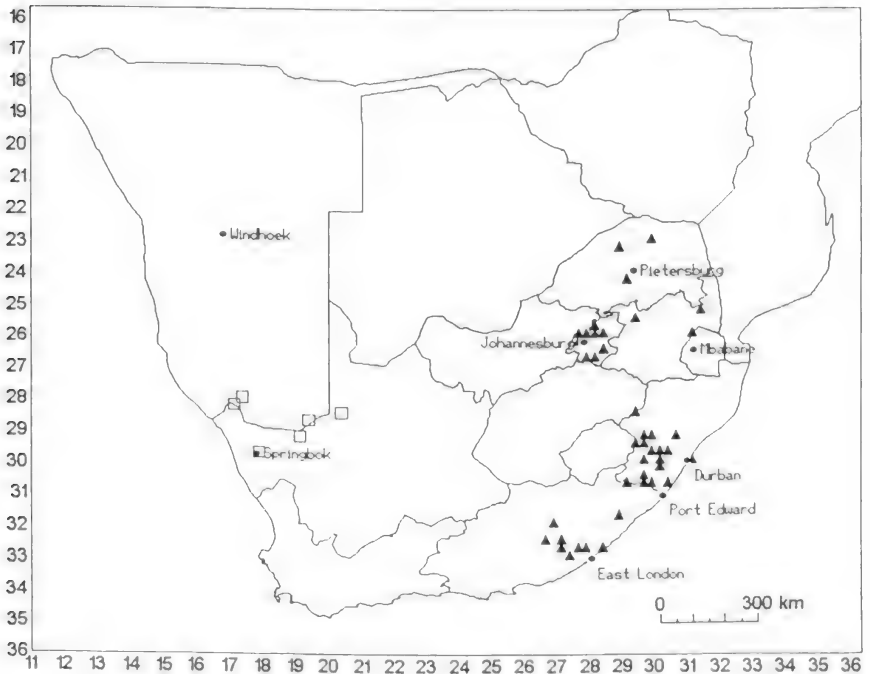 16
17
18
19
20
21
22
23
24
25
26
27
28
29
30
31
32
33
34
35
36
Windhoek
Pietersburg
Johannesburg
Mbabane
Springbok
Durban
Port Edward
East London
0 300 km
11 12 13 14 15 16 17 18 19 20 21 22 23 24 25 26 27 28 29 30 31 32 33 34 35 36